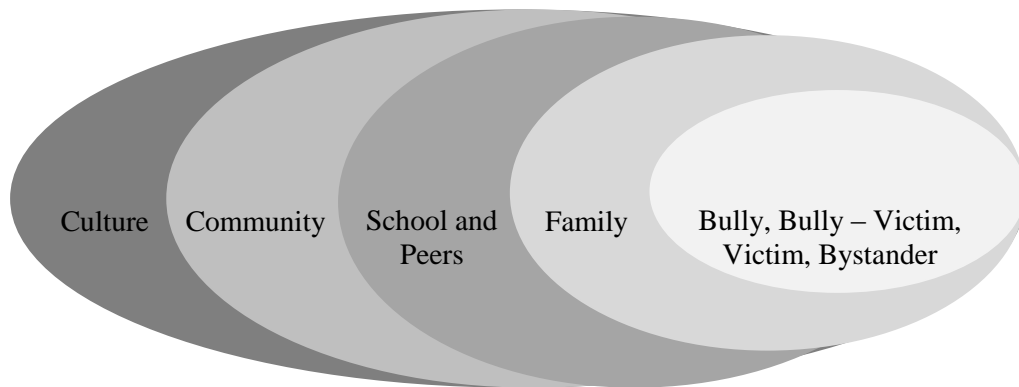 Culture
Community
School and
Peers
Family
Bully, Bully – Victim,
Victim, Bystander